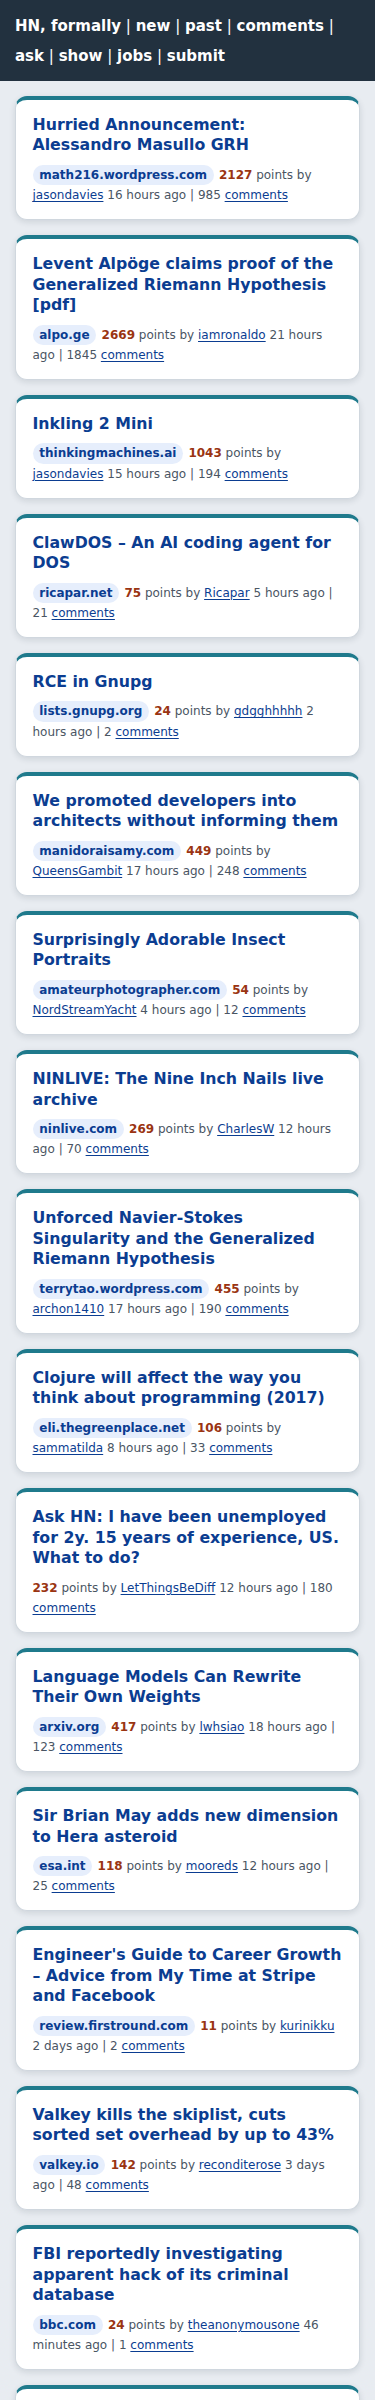 HN, formally | new | past | comments |
ask | show | jobs | submit
Hurried Announcement:
Alessandro Masullo GRH
math216.wordpress.com 2127 points by
jasondavies 16 hours ago | 985 comments
Levent Alpöge claims proof of the
Generalized Riemann Hypothesis
[pdf]
alpo.ge 2669 points by iamronaldo 21 hours
ago | 1845 comments
Inkling 2 Mini
thinkingmachines.ai 1043 points by
jasondavies 15 hours ago | 194 comments
ClawDOS – An AI coding agent for
DOS
ricapar.net 75 points by Ricapar 5 hours ago |
21 comments
RCE in Gnupg
lists.gnupg.org 24 points by gdgghhhhh 2
hours ago | 2 comments
We promoted developers into
architects without informing them
manidoraisamy.com 449 points by
QueensGambit 17 hours ago | 248 comments
Surprisingly Adorable Insect
Portraits
amateurphotographer.com 54 points by
NordStreamYacht 4 hours ago | 12 comments
NINLIVE: The Nine Inch Nails live
archive
ninlive.com 269 points by CharlesW 12 hours
ago | 70 comments
Unforced Navier-Stokes
Singularity and the Generalized
Riemann Hypothesis
terrytao.wordpress.com 455 points by
archon1410 17 hours ago | 190 comments
Clojure will affect the way you
think about programming (2017)
eli.thegreenplace.net 106 points by
sammatilda 8 hours ago | 33 comments
Ask HN: I have been unemployed
for 2y. 15 years of experience, US.
What to do?
232 points by LetThingsBeDiff 12 hours ago | 180
comments
Language Models Can Rewrite
Their Own Weights
arxiv.org 417 points by lwhsiao 18 hours ago |
123 comments
Sir Brian May adds new dimension
to Hera asteroid
esa.int 118 points by mooreds 12 hours ago |
25 comments
Engineer's Guide to Career Growth
– Advice from My Time at Stripe
and Facebook
review.firstround.com 11 points by kurinikku
2 days ago | 2 comments
Valkey kills the skiplist, cuts
sorted set overhead by up to 43%
valkey.io 142 points by reconditerose 3 days
ago | 48 comments
FBI reportedly investigating
apparent hack of its criminal
database
bbc.com 24 points by theanonymousone 46
minutes ago | 1 comments